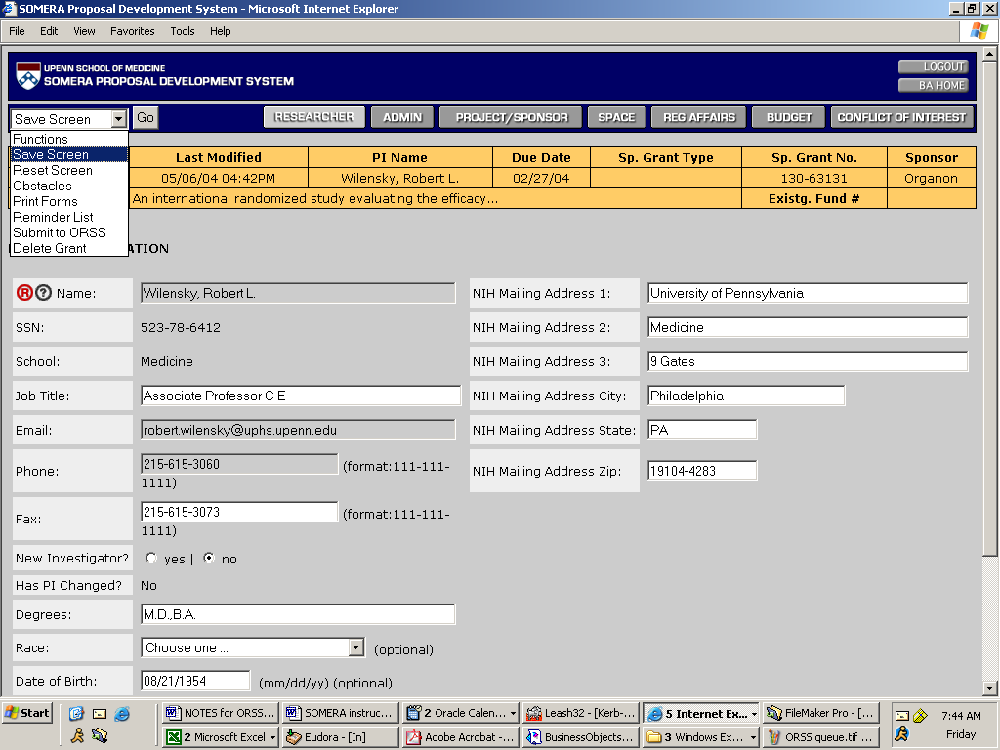 SOMERA Proposal Development System - Microsoft Internet Explorer
File Edit View Favorites Tools Help
UPENN SCHOOL OF MEDICINE
SOMERA PROPOSAL DEVELOPMENT SYSTEM
LOGOUT
BA HOME
Save Screen Go RESEARCHER ADMIN PROJECT/SPONSOR SPACE REG AFFAIRS BUDGET CONFLICT OF INTEREST
Functions
Save Screen
Reset Screen
Obstacles
Print Forms
Reminder List
Submit to ORSS
Delete Grant
Last Modified PI Name Due Date Sp. Grant Type Sp. Grant No. Sponsor
05/06/04 04:42PM Wilensky, Robert L. 02/27/04 130-63131 Organon
An international randomized study evaluating the efficacy... Existg. Fund #
ATION
R ? Name: Wilensky, Robert L. NIH Mailing Address 1: University of Pennsylvania
SSN: 523-78-6412 NIH Mailing Address 2: Medicine
School: Medicine NIH Mailing Address 3: 9 Gates
Job Title: Associate Professor C-E NIH Mailing Address City: Philadelphia
Email: robert.wilensky@uphs.upenn.edu NIH Mailing Address State: PA
Phone: 215-615-3060 (format:111-111-
1111)
NIH Mailing Address Zip: 19104-4283
Fax: 215-615-3073 (format:111-111-
1111)
New Investigator? yes | no
Has PI Changed? No
Degrees: M.D.,B.A.
Race: Choose one ... (optional)
Date of Birth: 08/21/1954 (mm/dd/yy) (optional)
Start NOTES for ORSS... SOMERA instruc... 2 Oracle Calen... Leash32 - [Kerb-... 5 Internet Ex... FileMaker Pro - [... 7:44 AM
2 Microsoft Excel Eudora - [In] Adobe Acrobat -... BusinessObjects... 3 Windows Ex... ORSS queue.tif ... Friday